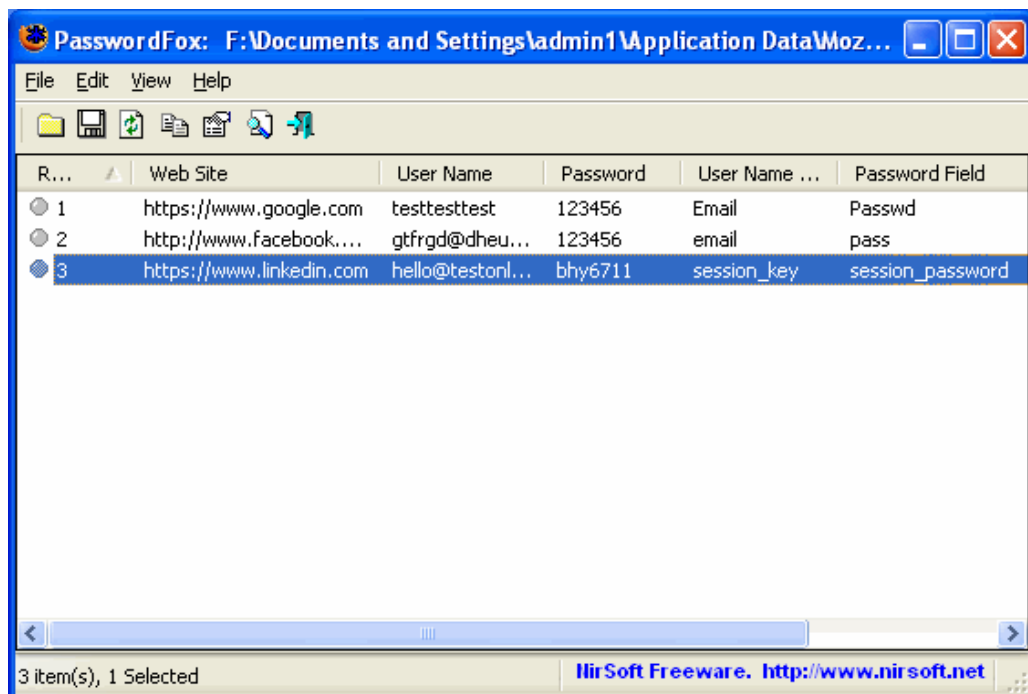 PasswordFox: F:\Documents and Settings\admin1\Application Data\Moz...
File Edit View Help
R... Web Site User Name Password User Name ... Password Field
1 https://www.google.com testtesttest 123456 Email Passwd
2 http://www.facebook.... gtfrgd@dheu... 123456 email pass
3 https://www.linkedin.com hello@testonl... bhy6711 session_key session_password
3 item(s), 1 Selected NirSoft Freeware. http://www.nirsoft.net